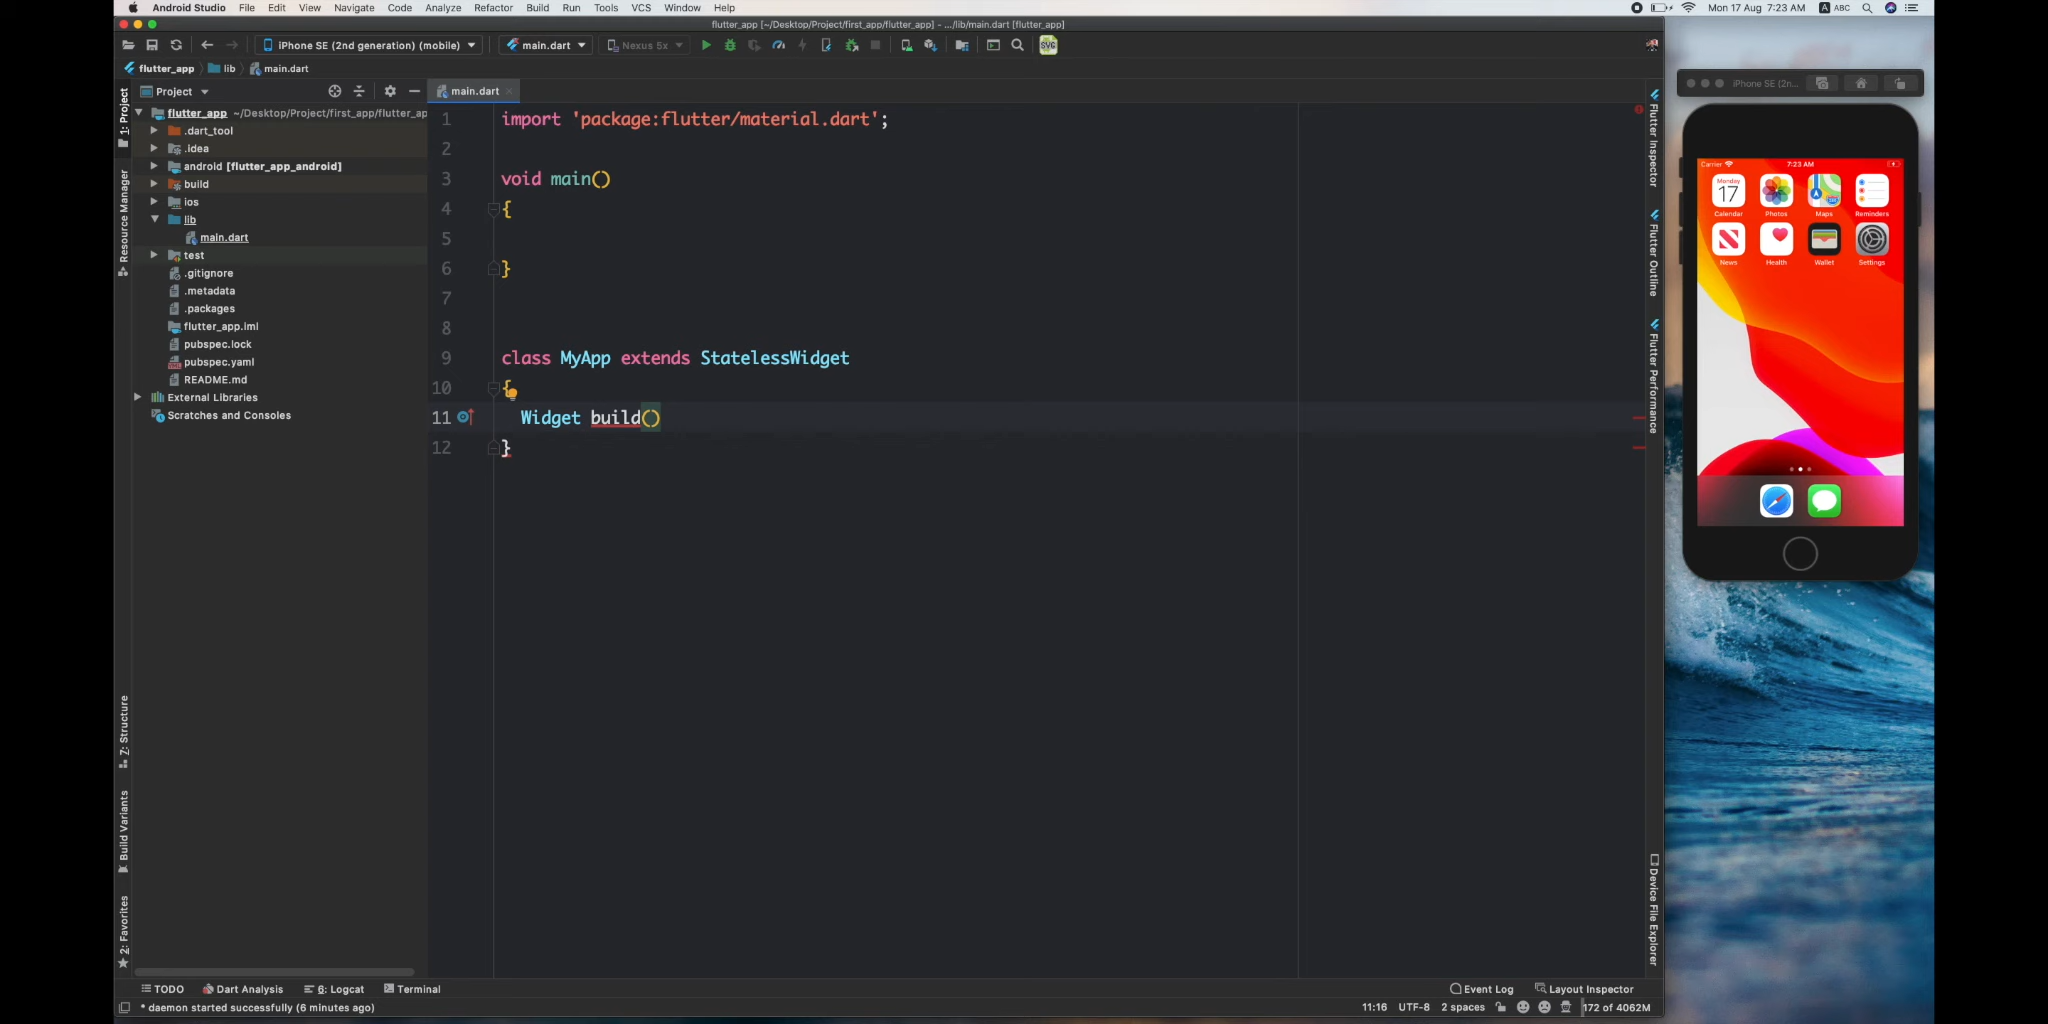 Android Studio File Edit View Navigate Code Analyze Refactor Build Run Tools VCS Window Help
Mon 17 Aug 7:23 AM A ABC
flutter_app [~/Desktop/Project/first_app/flutter_app] - .../lib/main.dart [flutter_app]
iPhone SE (2nd generation) (mobile) main.dart Nexus 5x SVG
flutter_app lib main.dart
Project main.dart
flutter_app ~/Desktop/Project/first_app/flutter_ap
.dart_tool
.idea
android [flutter_app_android]
build
ios
lib
main.dart
test
.gitignore
.metadata
.packages
flutter_app.iml
pubspec.lock
pubspec.yaml
README.md
External Libraries
Scratches and Consoles
1: Project
Resource Manager
Z: Structure
Build Variants
2: Favorites
1 import 'package:flutter/material.dart';
2
3 void main()
4 {
5
6 }
7
8
9 class MyApp extends StatelessWidget
10 {
11 Widget build()
12 }
Flutter Inspector
Flutter Outline
Flutter Performance
Device File Explorer
iPhone SE (2n...
Carrier 7:23 AM
Monday
17
Calendar Photos Maps Reminders
News Health Wallet Settings
TODO Dart Analysis 6: Logcat Terminal Event Log Layout Inspector
* daemon started successfully (6 minutes ago) 11:16 UTF-8 2 spaces 172 of 4062M